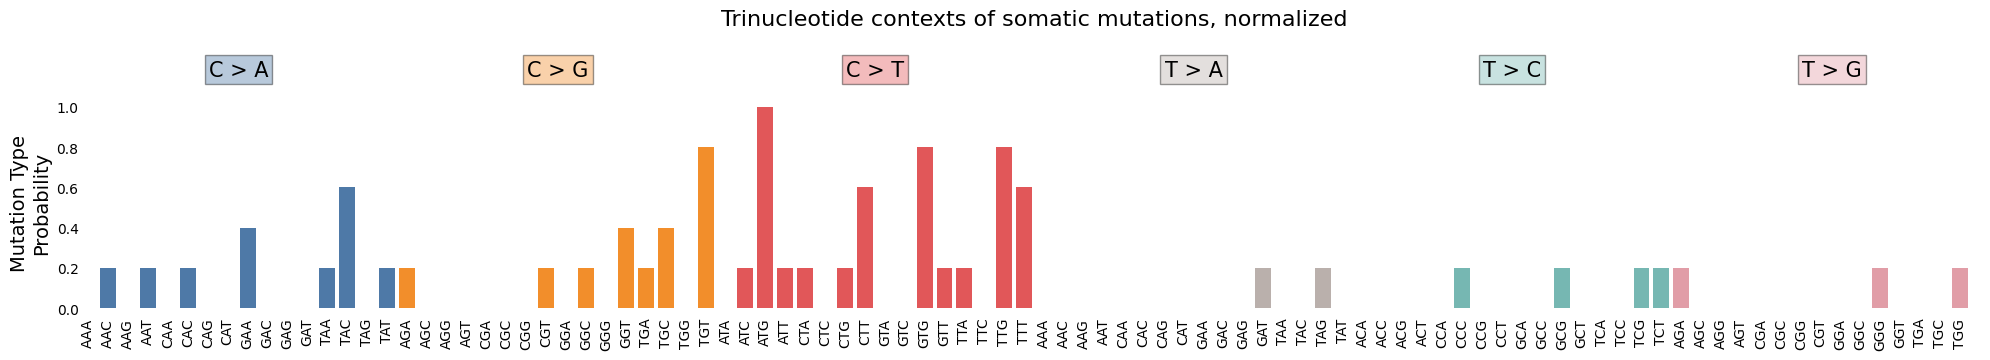 Trinucleotide contexts of somatic mutations, normalized
C > A C > G C > T T > A T > C T > G
Mutation Type
Probability
1.0
0.8
0.6
0.4
0.2
0.0
AAA AAC AAG AAT CAA CAC CAG CAT GAA GAC GAG GAT TAA TAC TAG TAT AGA AGC AGG AGT CGA CGC CGG CGT GGA GGC GGG GGT TGA TGC TGG TGT ATA ATC ATG ATT CTA CTC CTG CTT GTA GTC GTG GTT TTA TTC TTG TTT AAA AAC AAG AAT CAA CAC CAG CAT GAA GAC GAG GAT TAA TAC TAG TAT ACA ACC ACG ACT CCA CCC CCG CCT GCA GCC GCG GCT TCA TCC TCG TCT AGA AGC AGG AGT CGA CGC CGG CGT GGA GGC GGG GGT TGA TGC TGG